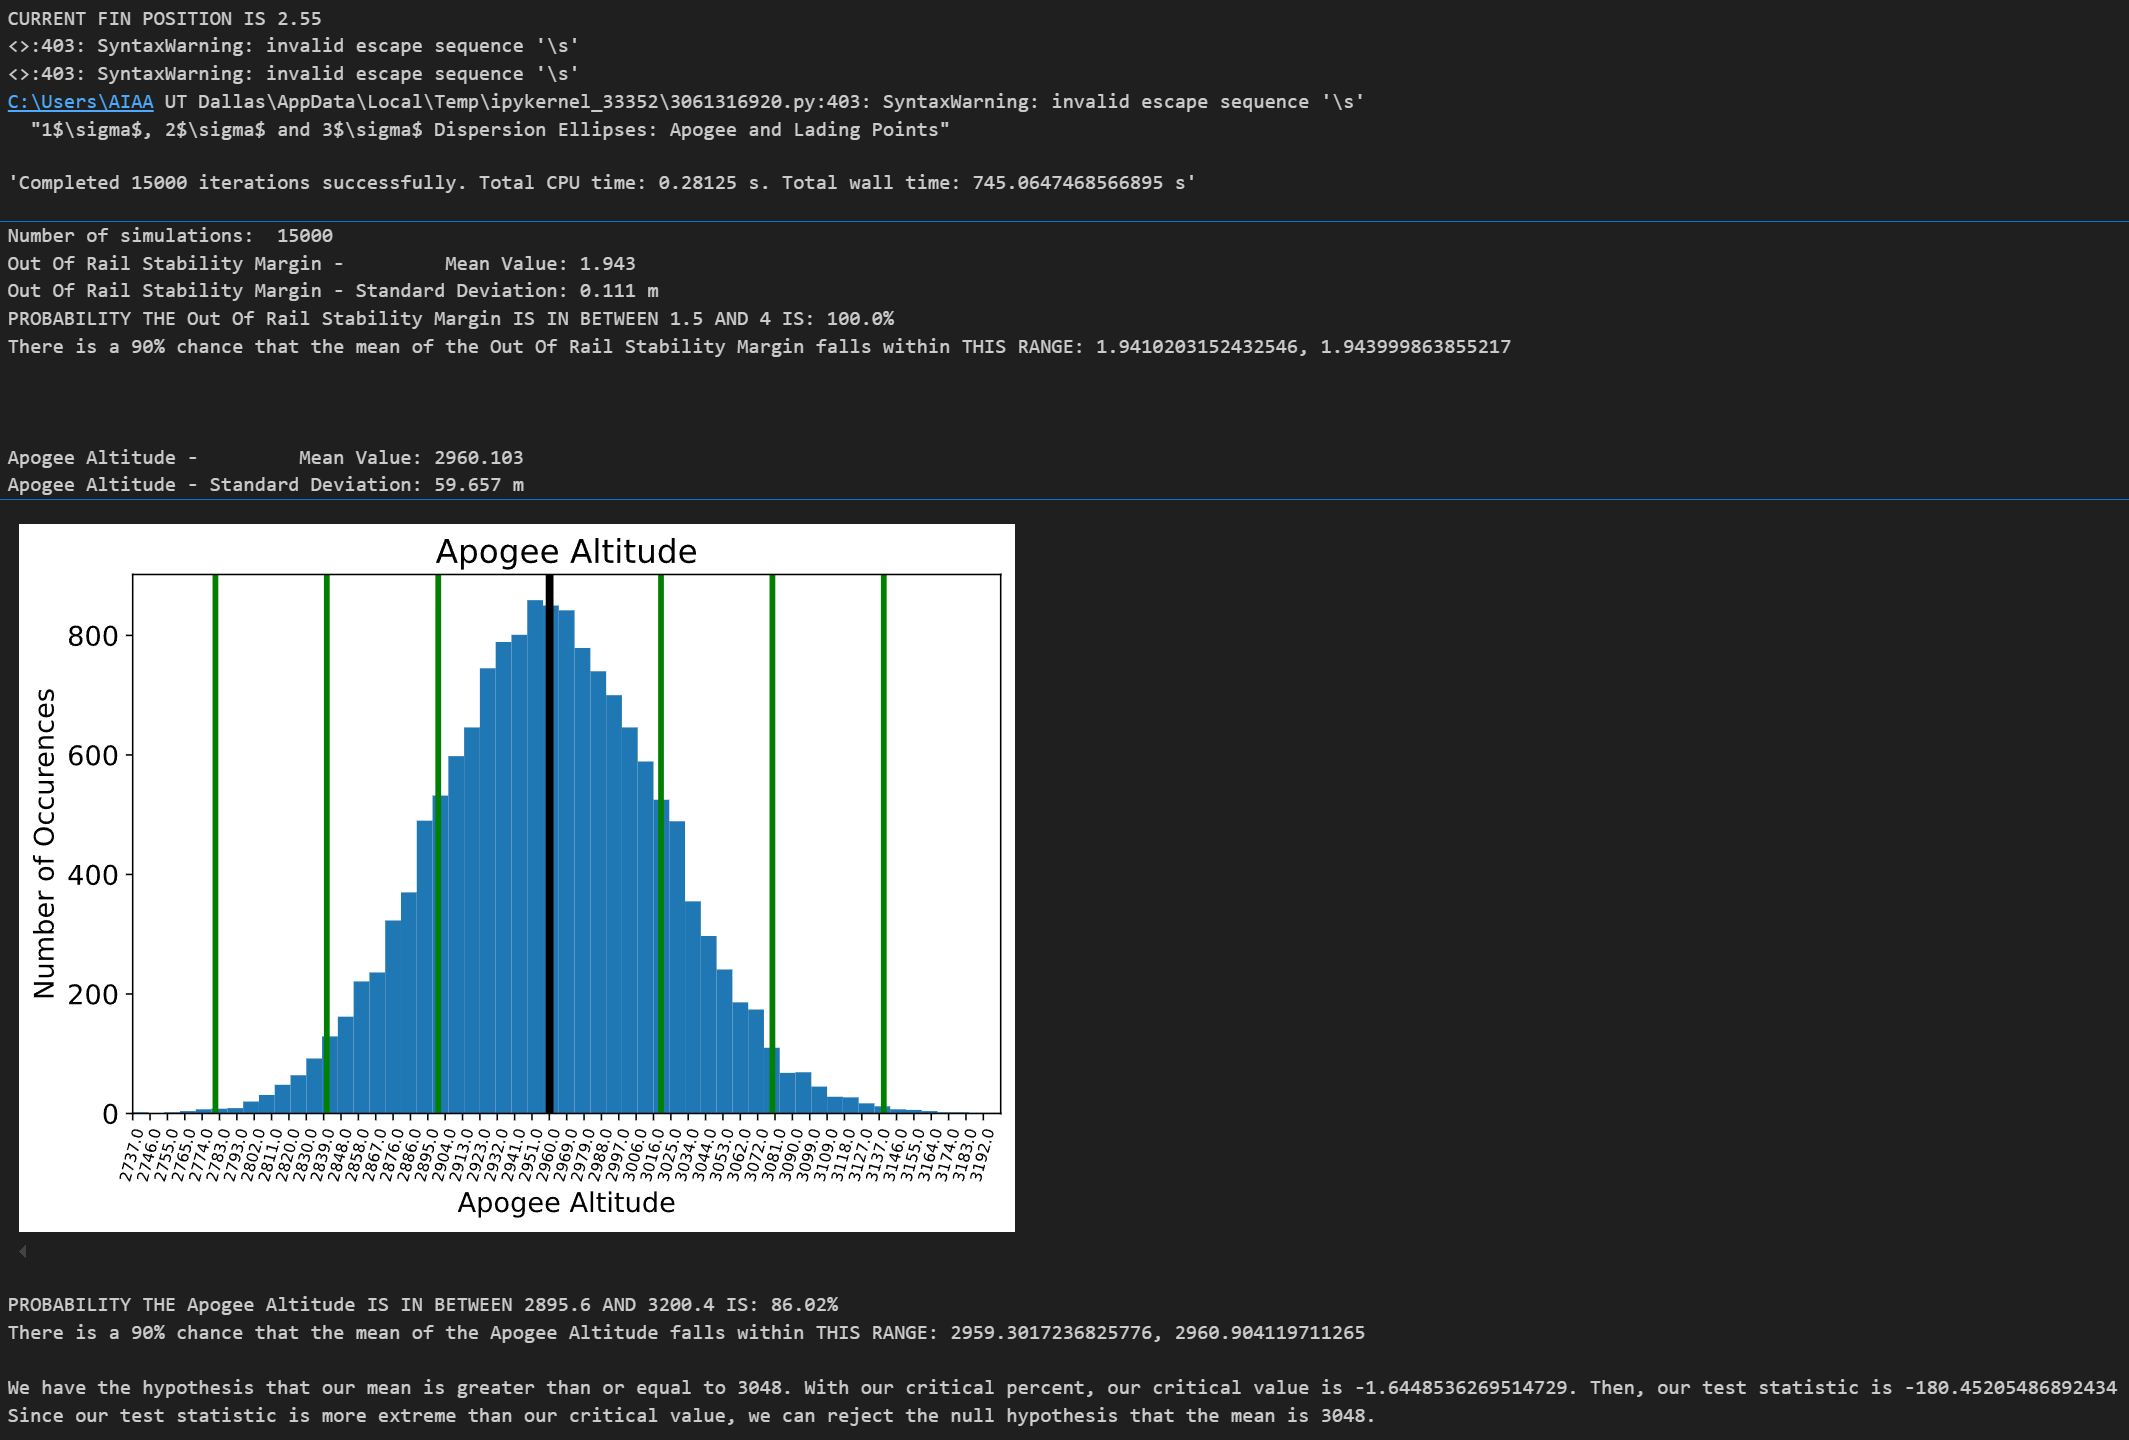 CURRENT FIN POSITION IS 2.55
<>:403: SyntaxWarning: invalid escape sequence '\s'
<>:403: SyntaxWarning: invalid escape sequence '\s'
C:\Users\AIAA UT Dallas\AppData\Local\Temp\ipykernel_33352\3061316920.py:403: SyntaxWarning: invalid escape sequence '\s'
"1$\sigma$, 2$\sigma$ and 3$\sigma$ Dispersion Ellipses: Apogee and Lading Points"
'Completed 15000 iterations successfully. Total CPU time: 0.28125 s. Total wall time: 745.0647468566895 s'
Number of simulations:  15000
Out Of Rail Stability Margin -         Mean Value: 1.943
Out Of Rail Stability Margin - Standard Deviation: 0.111 m
PROBABILITY THE Out Of Rail Stability Margin IS IN BETWEEN 1.5 AND 4 IS: 100.0%
There is a 90% chance that the mean of the Out Of Rail Stability Margin falls within THIS RANGE: 1.9410203152432546, 1.943999863855217
Apogee Altitude -         Mean Value: 2960.103
Apogee Altitude - Standard Deviation: 59.657 m
Apogee Altitude
Number of Occurences
800
600
400
200
0
2737.0 2746.0 2755.0 2765.0 2774.0 2783.0 2793.0 2802.0 2811.0 2820.0 2830.0 2839.0 2848.0 2858.0 2867.0 2876.0 2886.0 2895.0 2904.0 2913.0 2923.0 2932.0 2941.0 2951.0 2960.0 2969.0 2979.0 2988.0 2997.0 3006.0 3016.0 3025.0 3034.0 3044.0 3053.0 3062.0 3072.0 3081.0 3090.0 3099.0 3109.0 3118.0 3127.0 3137.0 3146.0 3155.0 3164.0 3174.0 3183.0 3192.0
Apogee Altitude
PROBABILITY THE Apogee Altitude IS IN BETWEEN 2895.6 AND 3200.4 IS: 86.02%
There is a 90% chance that the mean of the Apogee Altitude falls within THIS RANGE: 2959.3017236825776, 2960.904119711265
We have the hypothesis that our mean is greater than or equal to 3048. With our critical percent, our critical value is -1.6448536269514729. Then, our test statistic is -180.45205486892434
Since our test statistic is more extreme than our critical value, we can reject the null hypothesis that the mean is 3048.